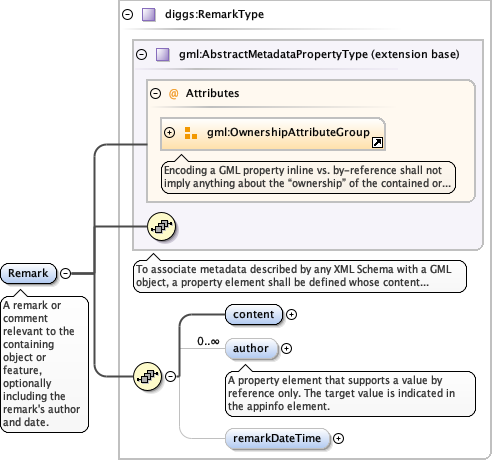 diggs:RemarkType
gml:AbstractMetadataPropertyType (extension base)
@ Attributes
gml:OwnershipAttributeGroup
Encoding a GML property inline vs. by-reference shall not
imply anything about the “ownership” of the contained or...
To associate metadata described by any XML Schema with a GML
object, a property element shall be defined whose content...
Remark
A remark or
comment
relevant to the
containing
object or
feature,
optionally
including the
remark's author
and date.
content
0..∞
author
A property element that supports a value by
reference only. The target value is indicated in
the appinfo element.
remarkDateTime